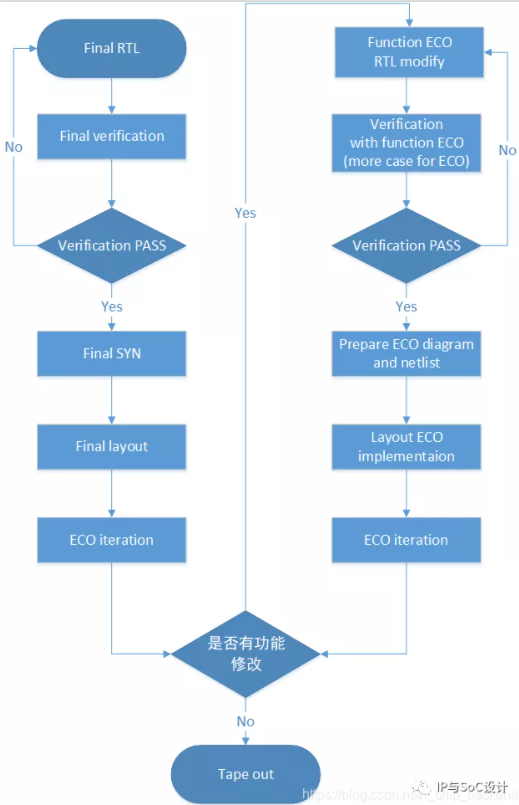 Final RTL
No
Final verification
Verification PASS
Yes
Final SYN
Final layout
ECO iteration
Yes
Function ECO
RTL modify
Verification
with function ECO
(more case for ECO)
No
Verification PASS
Yes
Prepare ECO diagram
and netlist
Layout ECO
implementaion
ECO iteration
是否有功能
修改
No
Tape out
IP与SoC设计
https://blog.csdn.net/